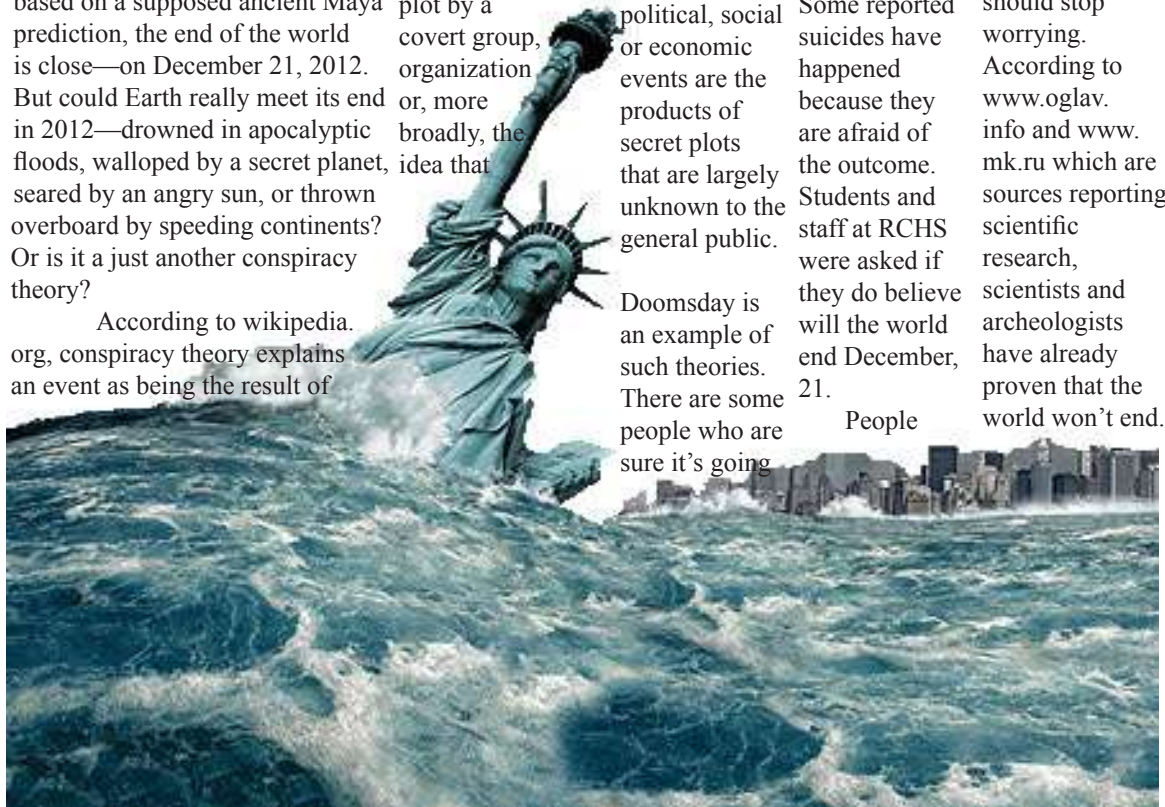 based on a supposed ancient Maya
prediction, the end of the world
is close—on December 21, 2012.
But could Earth really meet its end
in 2012—drowned in apocalyptic
floods, walloped by a secret planet,
seared by an angry sun, or thrown
overboard by speeding continents?
Or is it a just another conspiracy
theory?
According to wikipedia.
org, conspiracy theory explains
an event as being the result of
plot by a
covert group,
organization
or, more
broadly, the
idea that
political, social
or economic
events are the
products of
secret plots
that are largely
unknown to the
general public.
Doomsday is
an example of
such theories.
There are some
people who are
sure it’s going
Some reported
suicides have
happened
because they
are afraid of
the outcome.
Students and
staff at RCHS
were asked if
they do believe
will the world
end December,
21.
People
should stop
worrying.
According to
www.oglav.
info and www.
mk.ru which are
sources reporting
scientific
research,
scientists and
archeologists
have already
proven that the
world won’t end.